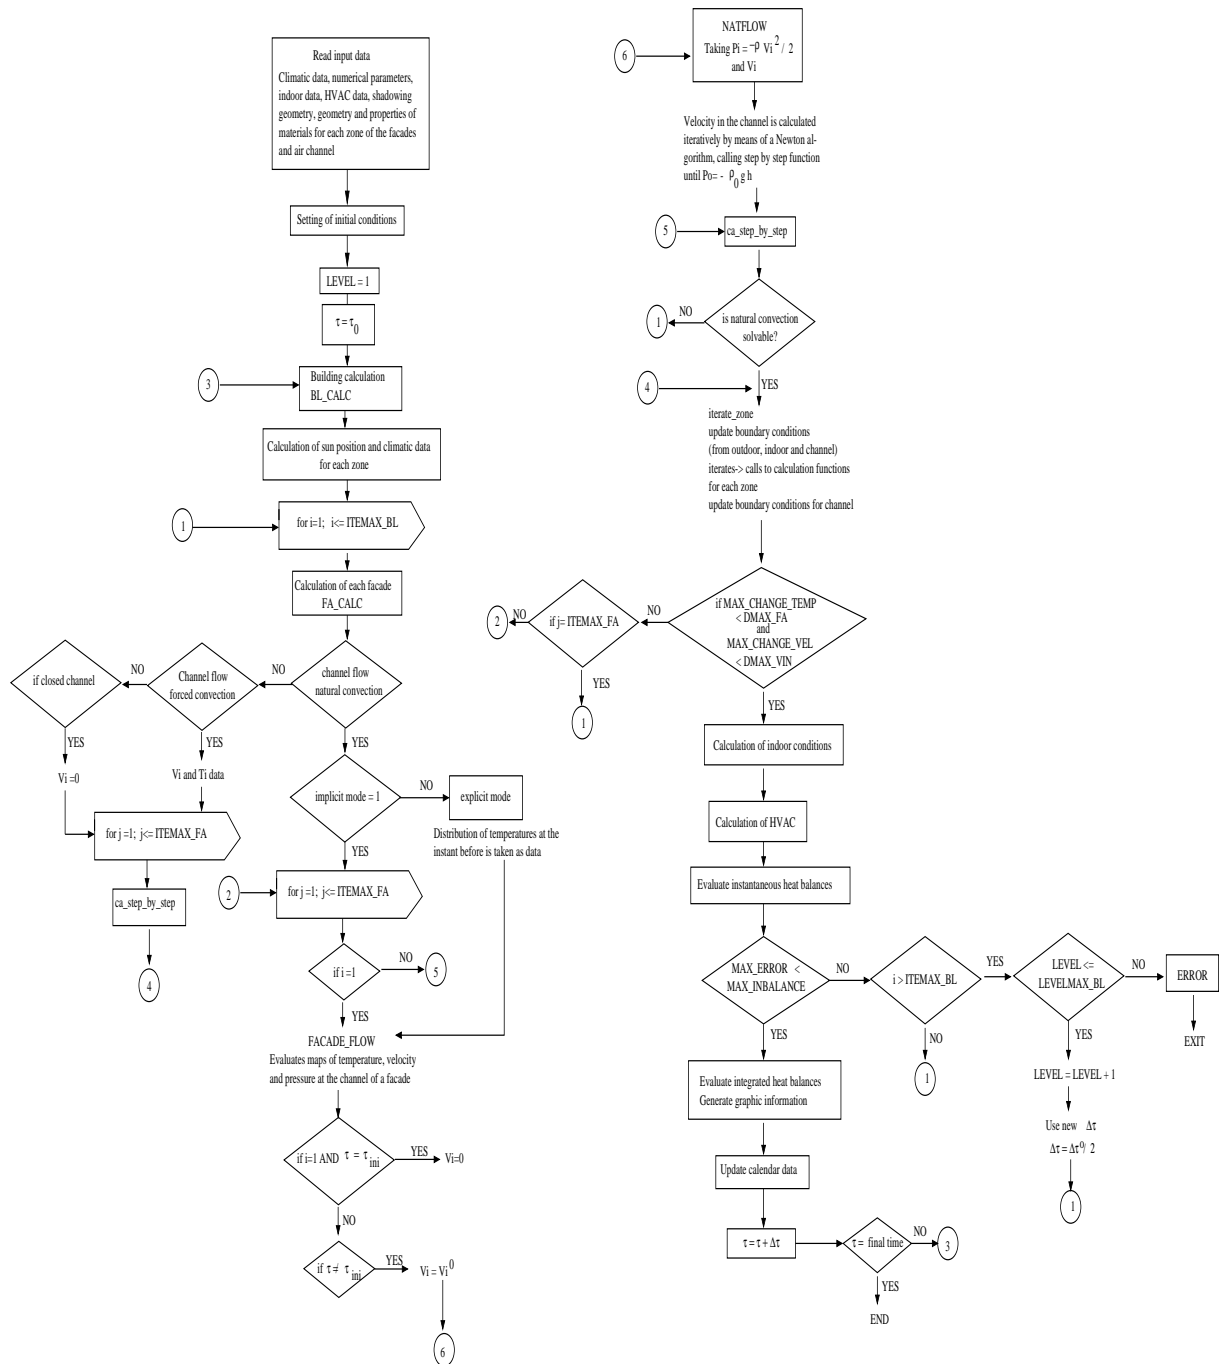 Read input data
Climatic data, numerical parameters,
indoor data, HVAC data, shadowing
geometry, geometry and properties of
materials for each zone of the facades
and air channel
Setting of initial conditions
LEVEL = 1
τ = τ0
3
Building calculation
BL_CALC
Calculation of sun position and climatic data
for each zone
1
for i=1; i<= ITEMAX_BL
Calculation of each facade
FA_CALC
if closed channel
NO
Channel flow
forced convection
NO
channel flow
natural convection
YES
YES
YES
Vi =0
Vi and Ti data
implicit mode = 1
NO
explicit mode
for j =1; j<= ITEMAX_FA
Distribution of temperatures at the
instant before is taken as data
YES
ca_step_by_step
2
for j =1; j<= ITEMAX_FA
4
if i =1
NO
5
YES
FACADE_FLOW
Evaluates maps of temperature, velocity
and pressure at the channel of a facade
if i=1 AND τ = τ ini
YES
Vi=0
NO
if τ ≠ τ ini
YES
Vi = Vi 0
6
6
NATFLOW
Taking Pi = -ρ Vi 2 / 2
and Vi
Velocity in the channel is calculated
iteratively by means of a Newton al-
gorithm, calling step by step function
until Po= - ρ0 g h
5
ca_step_by_step
1
NO
is natural convection
solvable?
4
YES
iterate_zone
update boundary conditions
(from outdoor, indoor and channel)
iterates-> calls to calculation functions
for each zone
update boundary conditions for channel
2
NO
if j= ITEMAX_FA
NO
if MAX_CHANGE_TEMP
< DMAX_FA
and
MAX_CHANGE_VEL
< DMAX_VIN
YES
1
YES
Calculation of indoor conditions
Calculation of HVAC
Evaluate instantaneous heat balances
MAX_ERROR <
MAX_INBALANCE
NO
i > ITEMAX_BL
YES
LEVEL <=
LEVELMAX_BL
NO
ERROR
YES
NO
YES
EXIT
1
LEVEL = LEVEL + 1
Evaluate integrated heat balances
Generate graphic information
Use new Δτ
Δτ = Δτ 0/ 2
Update calendar data
1
τ = τ + Δτ
τ = final time
NO
3
YES
END